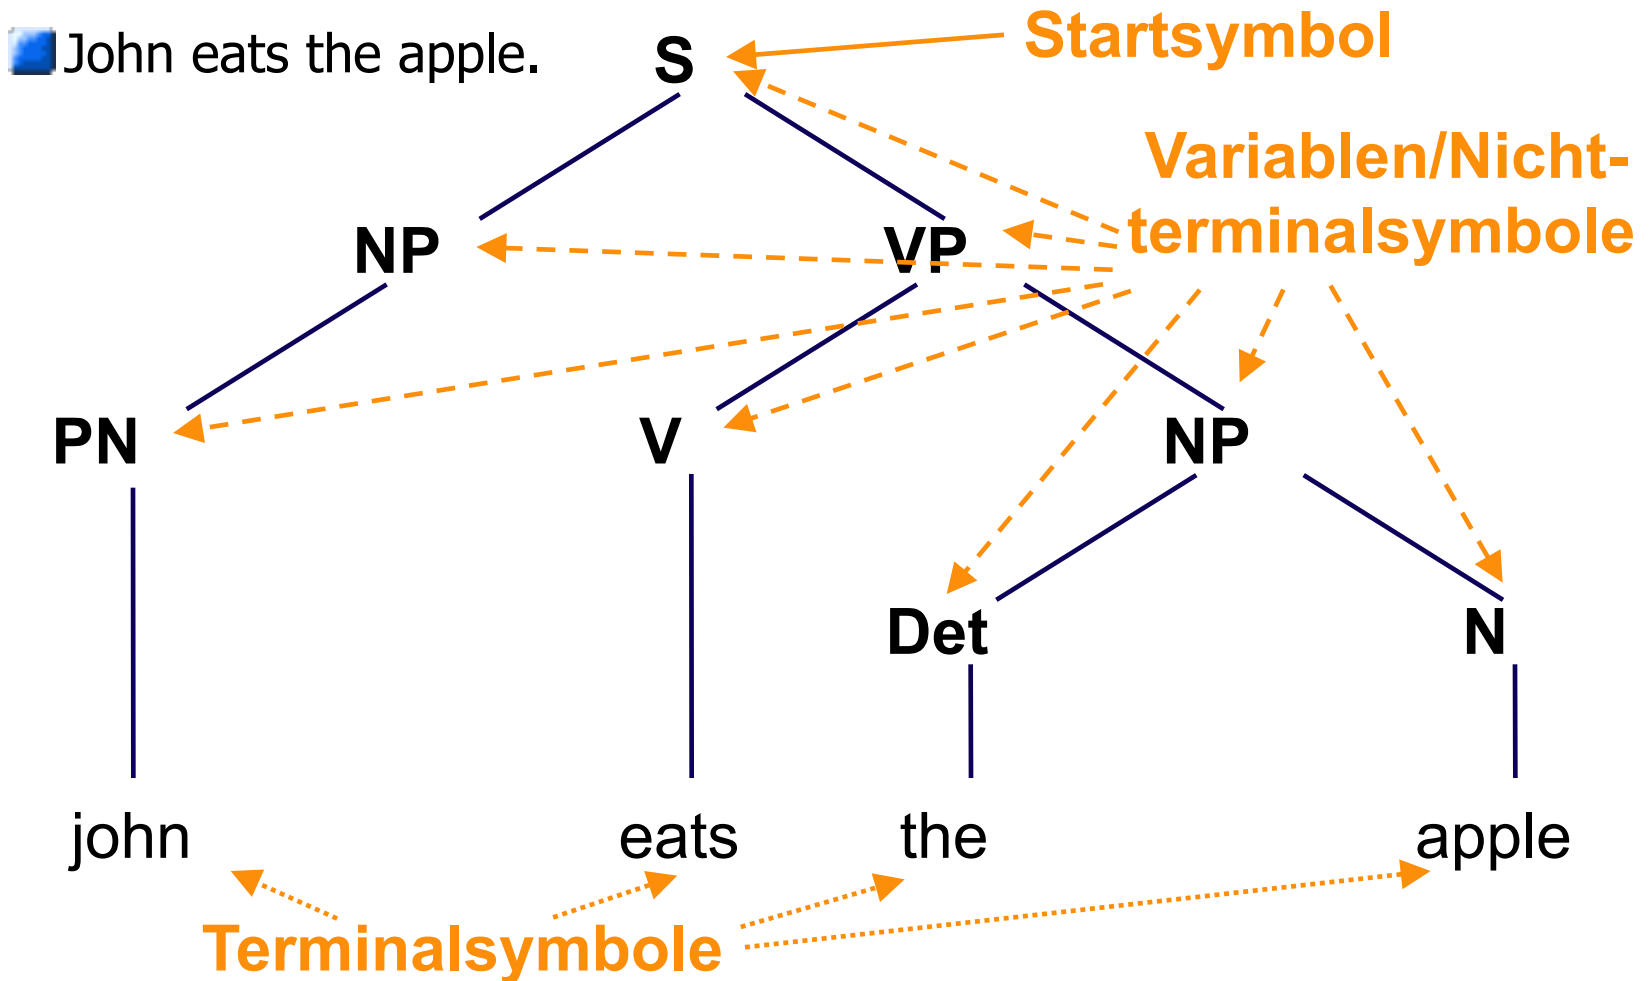 John eats the apple.
S
Startsymbol
Variablen/Nicht-
terminalsymbole
NP
VP
PN
V
NP
Det
N
john
eats
the
apple
Terminalsymbole